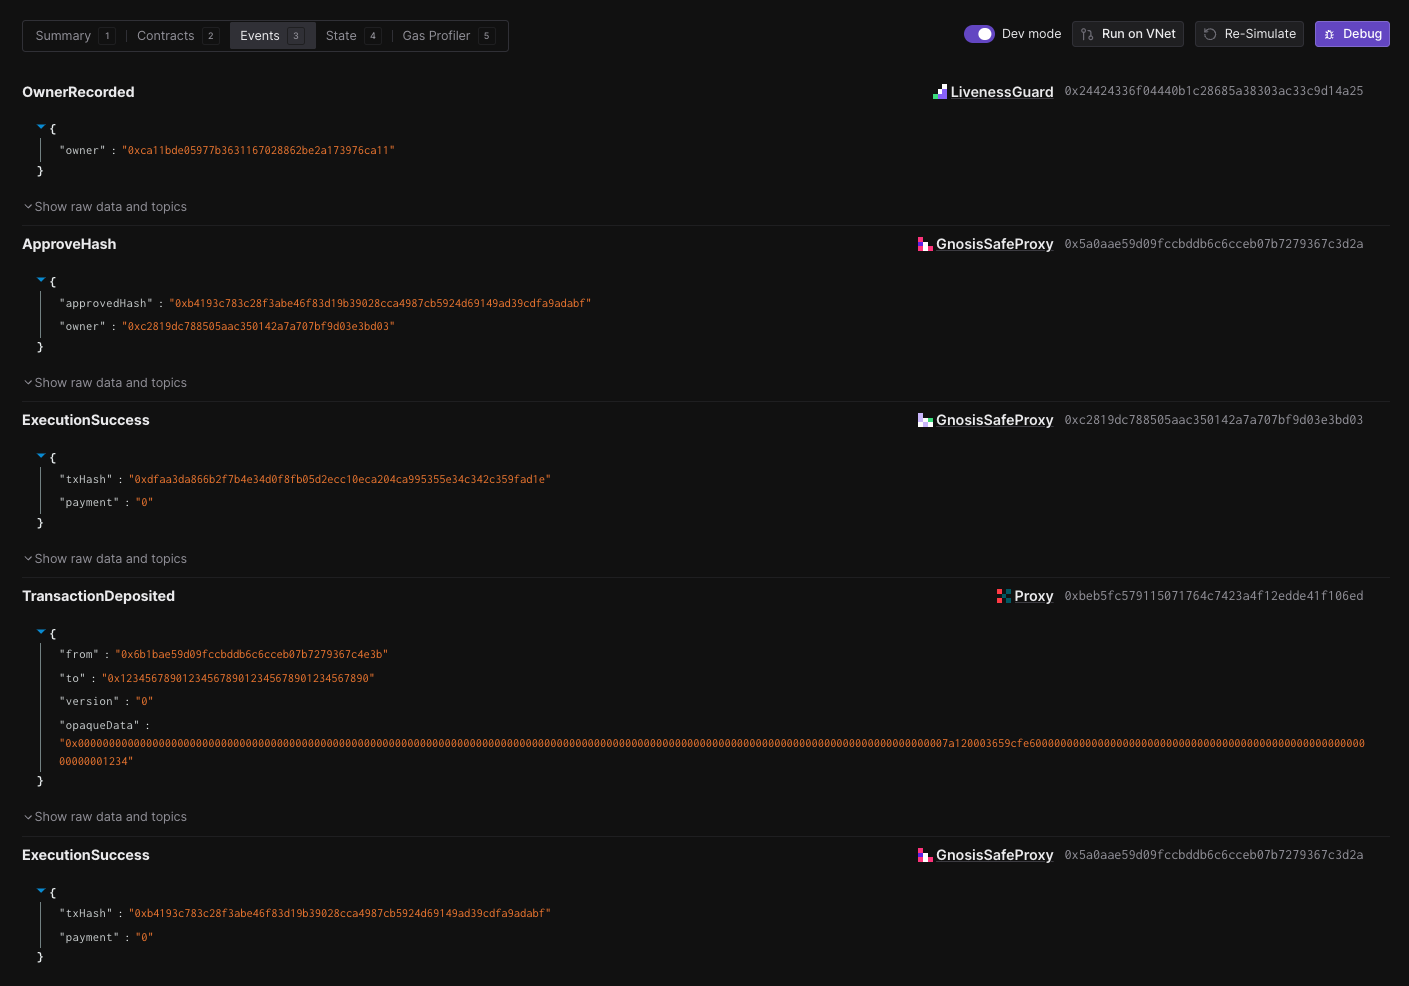 Summary 1 Contracts 2 Events 3 State 4 Gas Profiler 5 Dev mode Run on VNet Re-Simulate Debug
OwnerRecorded LivenessGuard 0x24424336f04440b1c28685a38303ac33c9d14a25
{
"owner" : "0xca11bde05977b3631167028862be2a173976ca11"
}
Show raw data and topics
ApproveHash GnosisSafeProxy 0x5a0aae59d09fccbddb6c6cceb07b7279367c3d2a
{
"approvedHash" : "0xb4193c783c28f3abe46f83d19b39028cca4987cb5924d69149ad39cdfa9adabf"
"owner" : "0xc2819dc788505aac350142a7a707bf9d03e3bd03"
}
Show raw data and topics
ExecutionSuccess GnosisSafeProxy 0xc2819dc788505aac350142a7a707bf9d03e3bd03
{
"txHash" : "0xdfaa3da866b2f7b4e34d0f8fb05d2ecc10eca204ca995355e34c342c359fad1e"
"payment" : "0"
}
Show raw data and topics
TransactionDeposited Proxy 0xbeb5fc579115071764c7423a4f12edde41f106ed
{
"from" : "0x6b1bae59d09fccbddb6c6cceb07b7279367c4e3b"
"to" : "0x1234567890123456789012345678901234567890"
"version" : "0"
"opaqueData" :
00000001234"
}
Show raw data and topics
ExecutionSuccess GnosisSafeProxy 0x5a0aae59d09fccbddb6c6cceb07b7279367c3d2a
{
"txHash" : "0xb4193c783c28f3abe46f83d19b39028cca4987cb5924d69149ad39cdfa9adabf"
"payment" : "0"
}